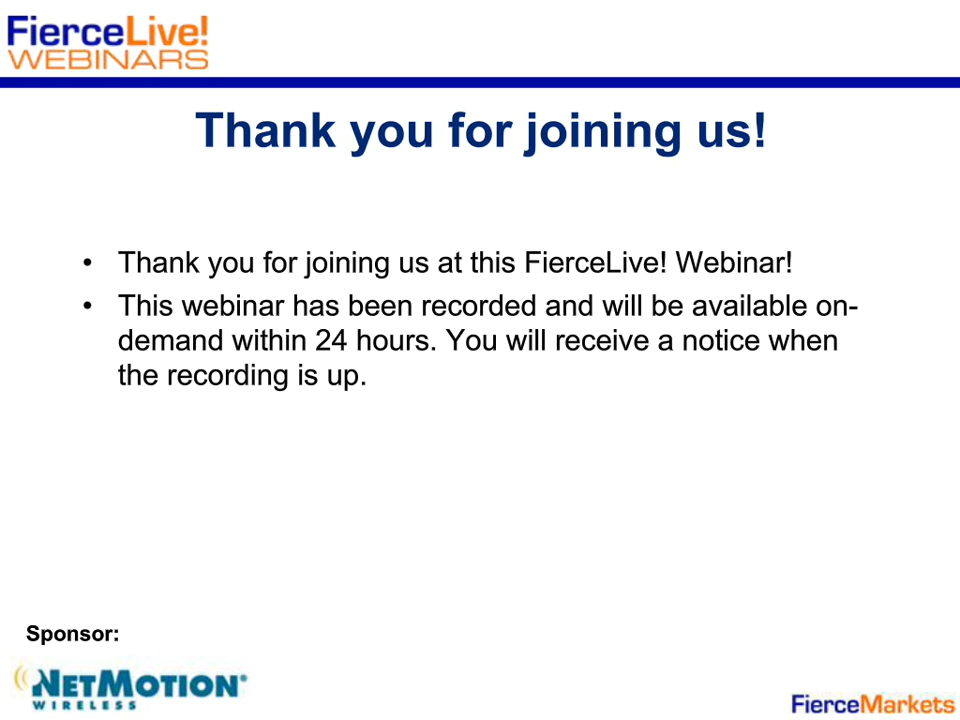 FierceLive!
WEBINARS
Thank you for joining us!
• Thank you for joining us at this FierceLive! Webinar!
• This webinar has been recorded and will be available on-
demand within 24 hours. You will receive a notice when
the recording is up.
Sponsor:
NETMOTION®
WIRELESS
FierceMarkets